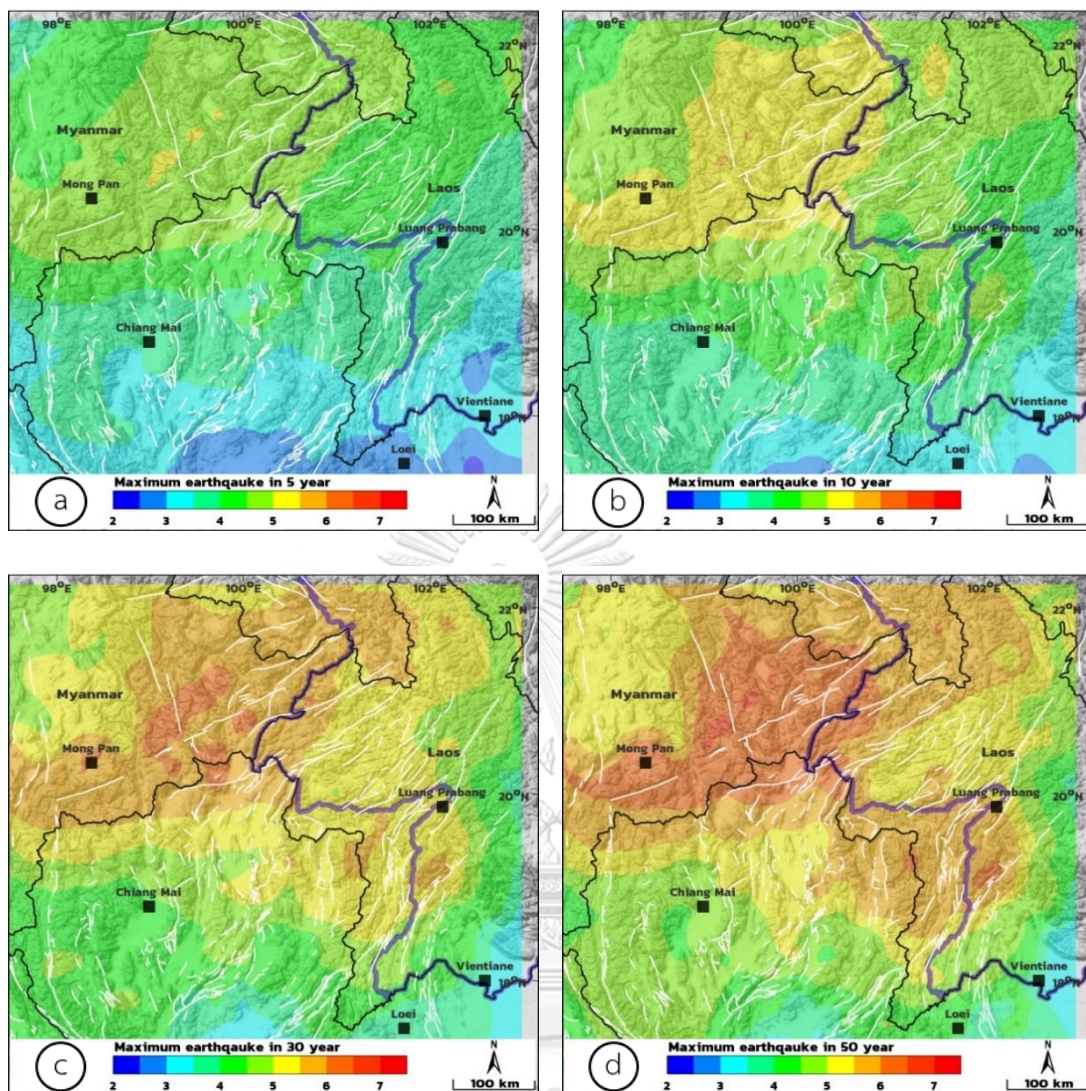 98°E 100°E 102°E
22°N
Myanmar
Mong Pan
Laos
Luang Prabang
20°N
Chiang Mai
Vientiane
18°N
Loei
a
Maximum earthqauke in 5 year
2 3 4 5 6 7
N
100 km
98°E 100°E 102°E
22°N
Myanmar
Mong Pan
Laos
Luang Prabang
20°N
Chiang Mai
Vientiane
18°N
Loei
b
Maximum earthqauke in 10 year
2 3 4 5 6 7
N
100 km
98°E 100°E 102°E
22°N
Myanmar
Mong Pan
Laos
Luang Prabang
20°N
Chiang Mai
Vientiane
18°N
Loei
c
Maximum earthqauke in 30 year
2 3 4 5 6 7
N
100 km
98°E 100°E 102°E
22°N
Myanmar
Mong Pan
Laos
Luang Prabang
20°N
Chiang Mai
Vientiane
18°N
Loei
d
Maximum earthqauke in 50 year
2 3 4 5 6 7
N
100 km